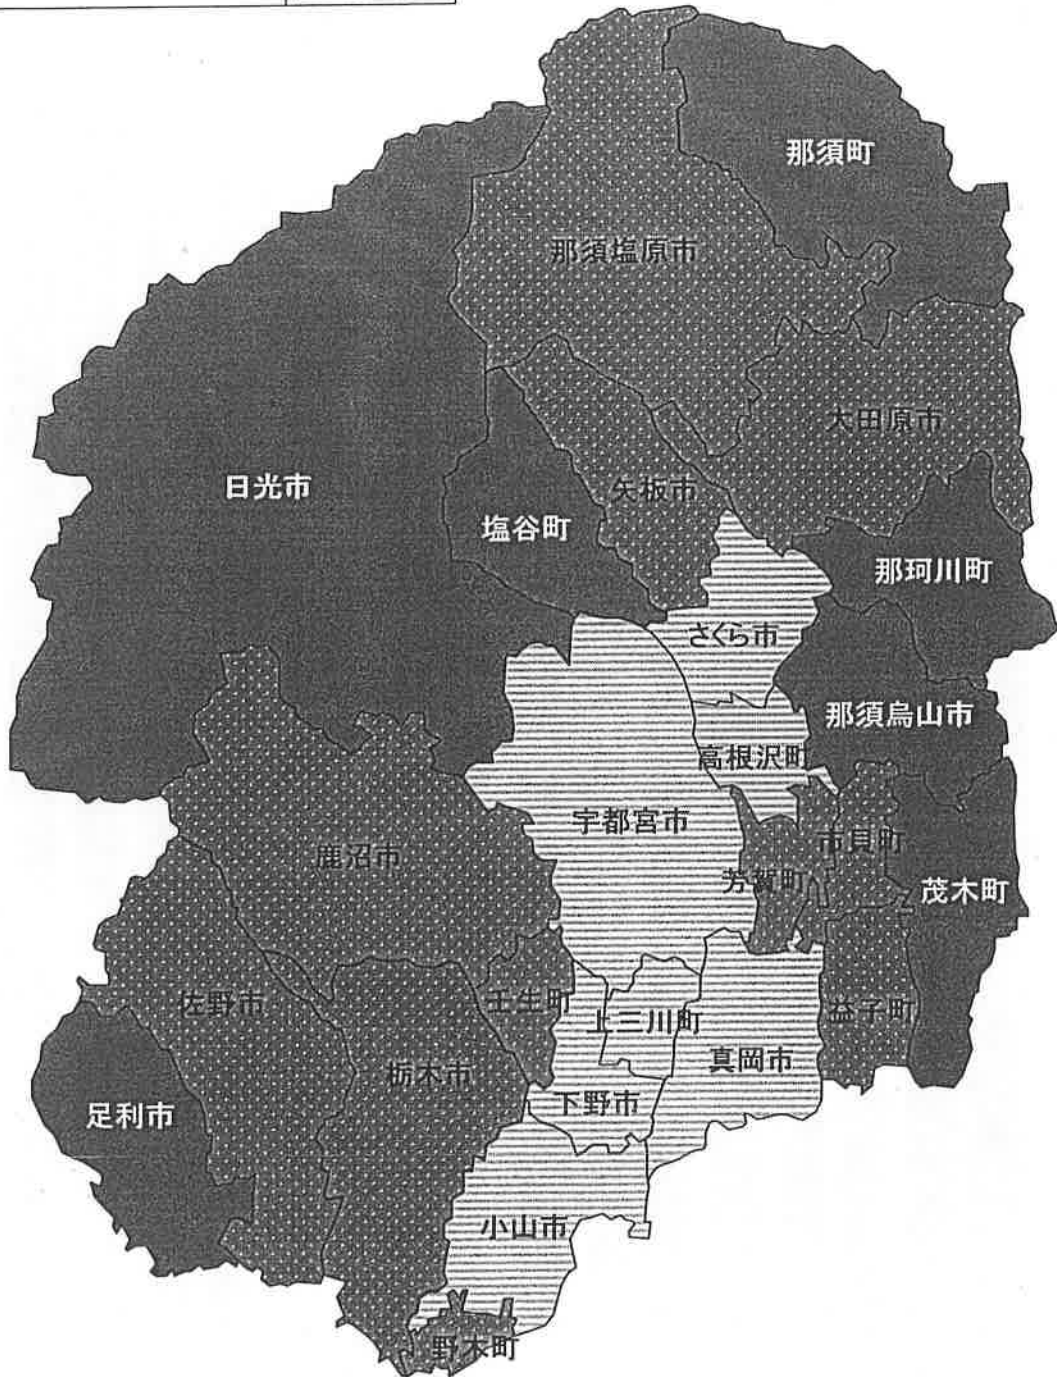 那須町
那須塩原市
大田原市
日光市
矢板市
塩谷町
那珂川町
さくら市
那須烏山市
高根沢町
宇都宮市
市貝町
鹿沼市
芳賀町
茂木町
佐野市
壬生町
益子町
上三川町
真岡市
栃木市
下野市
足利市
小山市
野木町